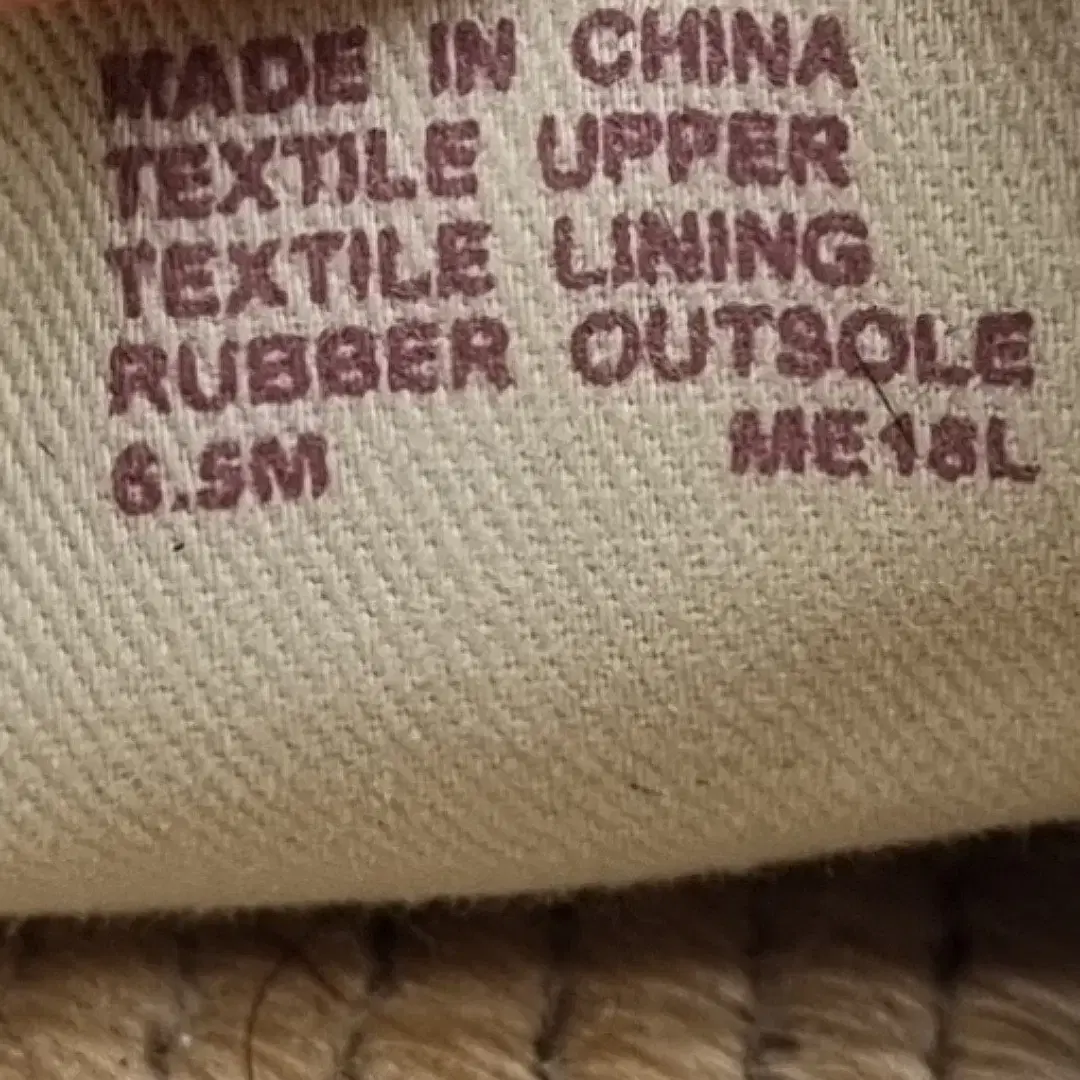 MADE IN CHINA
TEXTILE UPPER
TEXTILE LINING
RUBBER OUTSOLE
6.5M ME18L